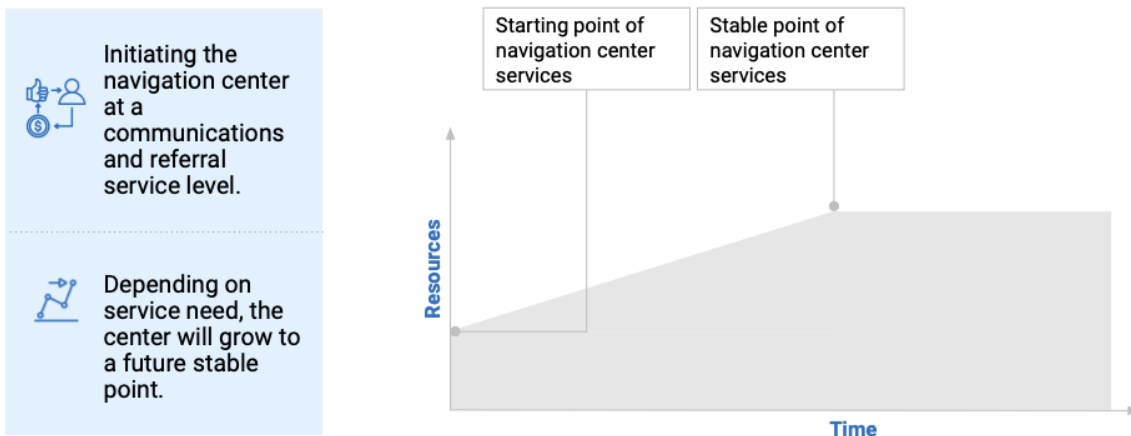 Initiating the
navigation center
at a
communications
and referral
service level.
Depending on
service need, the
center will grow to
a future stable
point.
Starting point of
navigation center
services
Stable point of
navigation center
services
Resources
Time
$